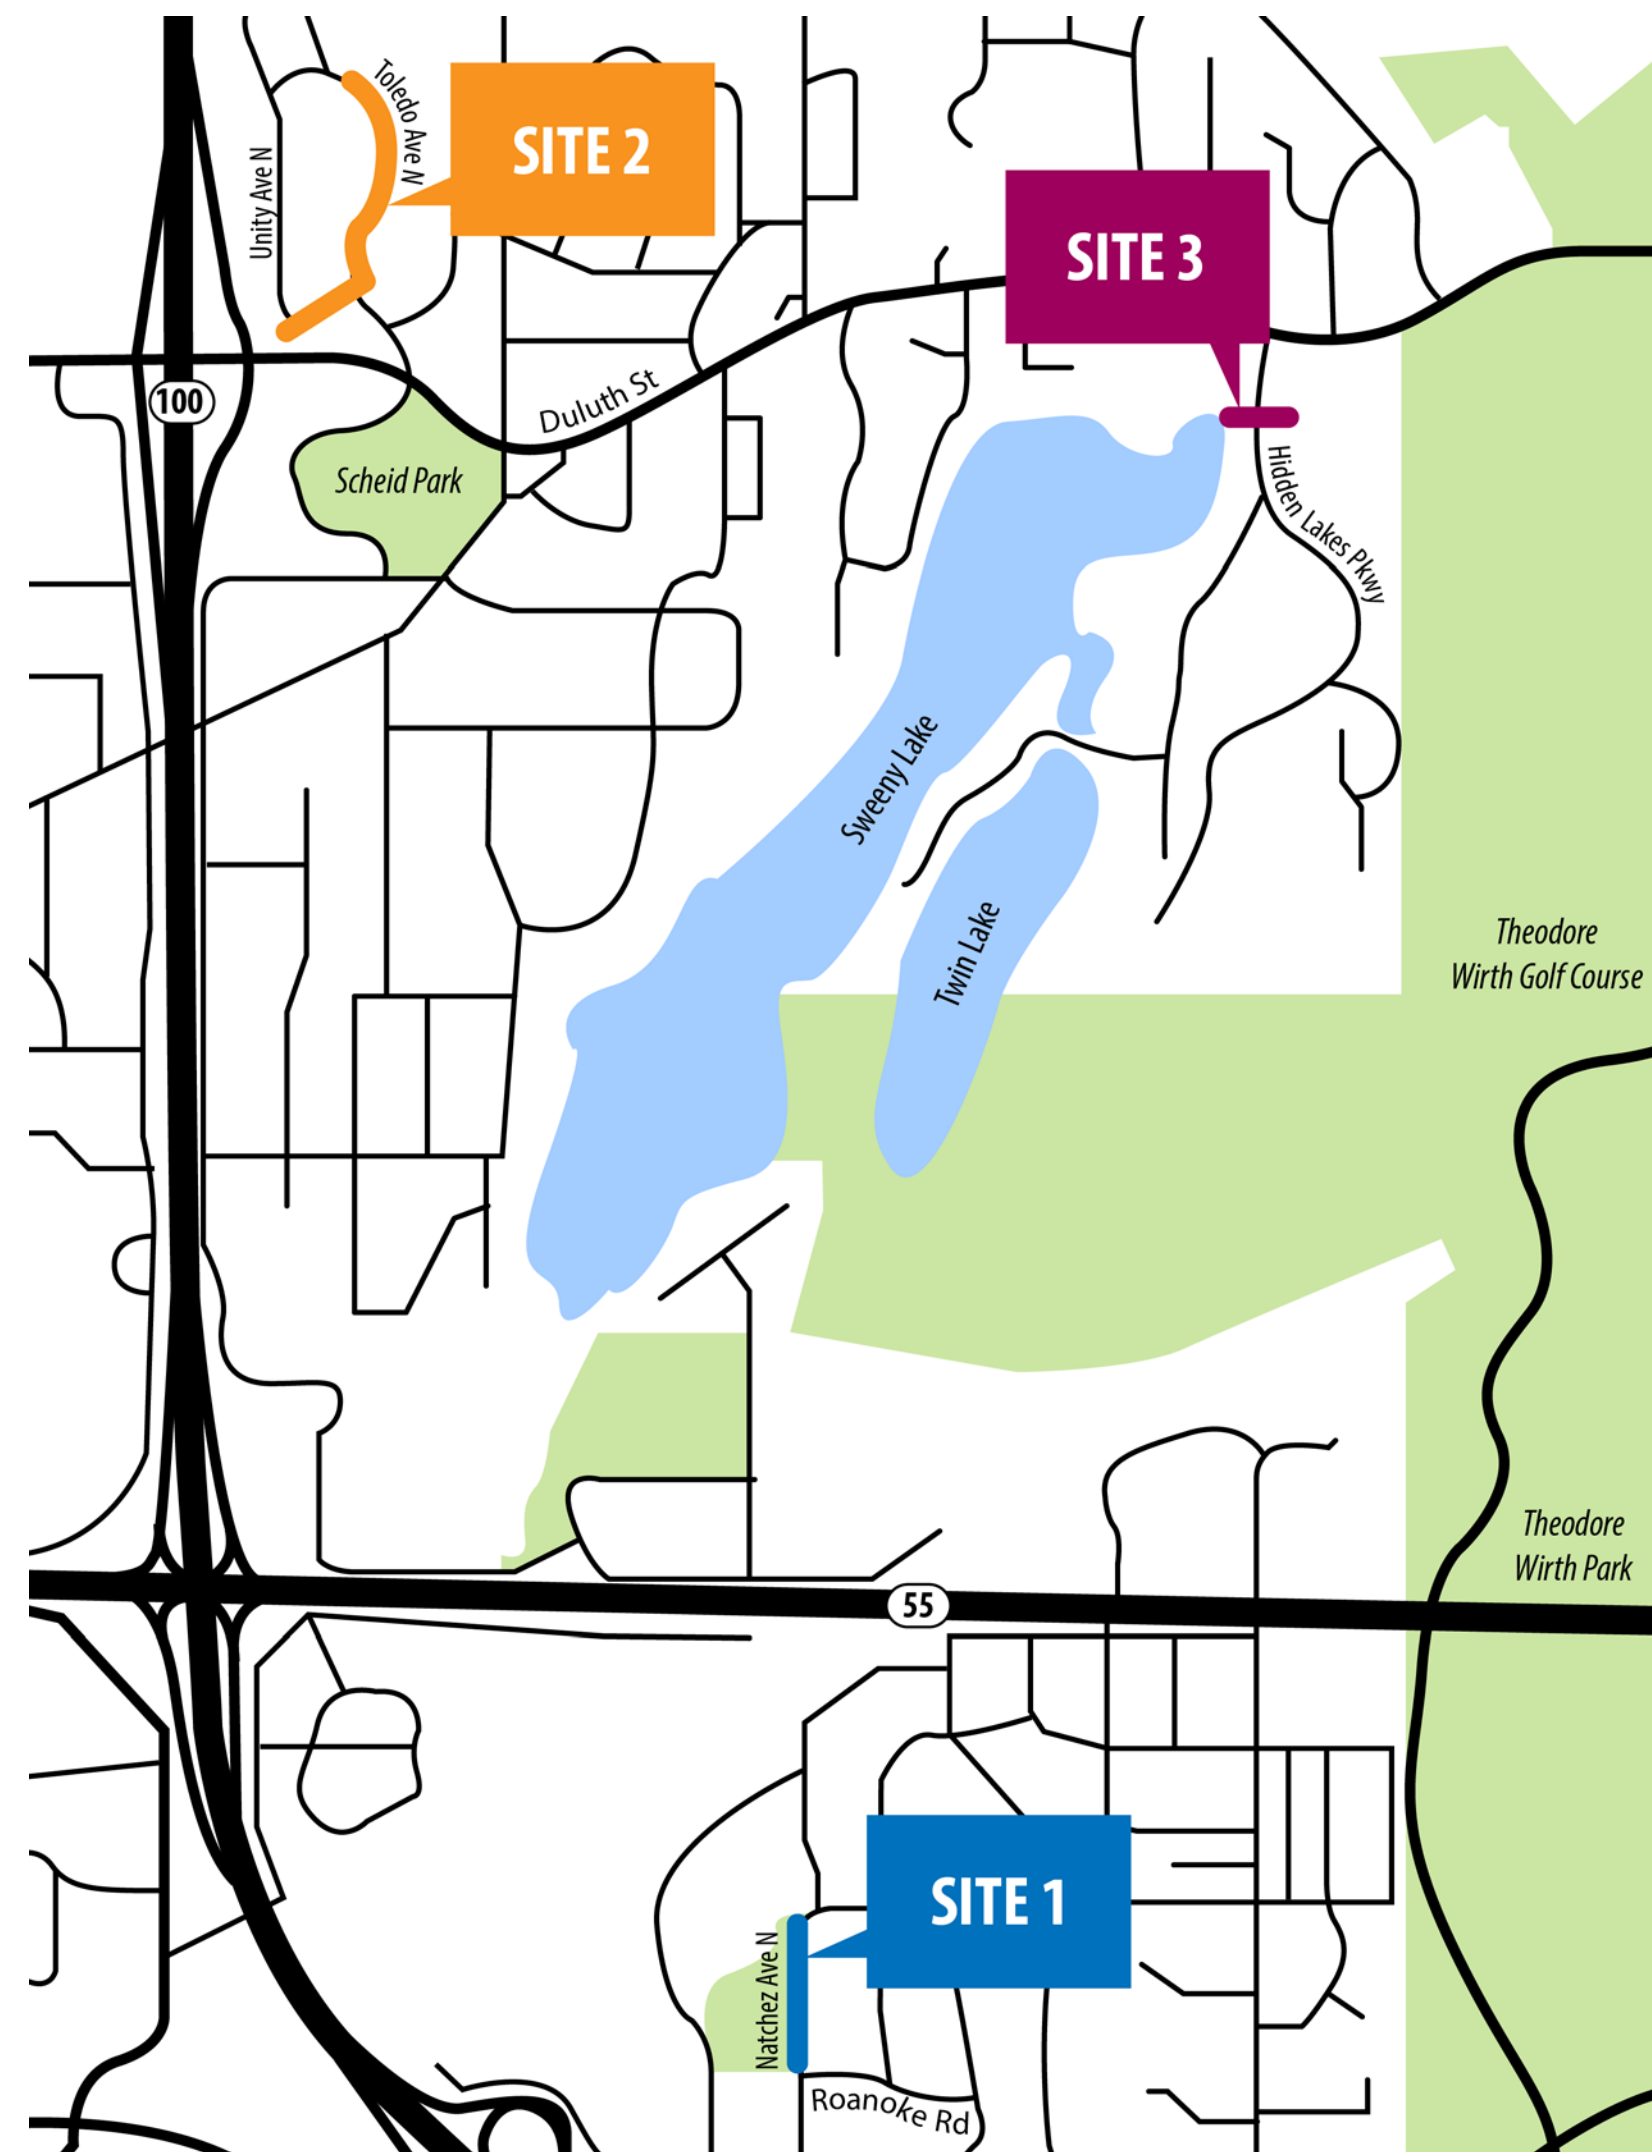 Toledo Ave N
SITE 2
Unity Ave N
SITE 3
100
Duluth St
Scheid Park
Hidden Lakes Pkwy
Sweeny Lake
Twin Lake
Theodore
Wirth Golf Course
Theodore
Wirth Park
55
SITE 1
Natchez Ave N
Roanoke Rd